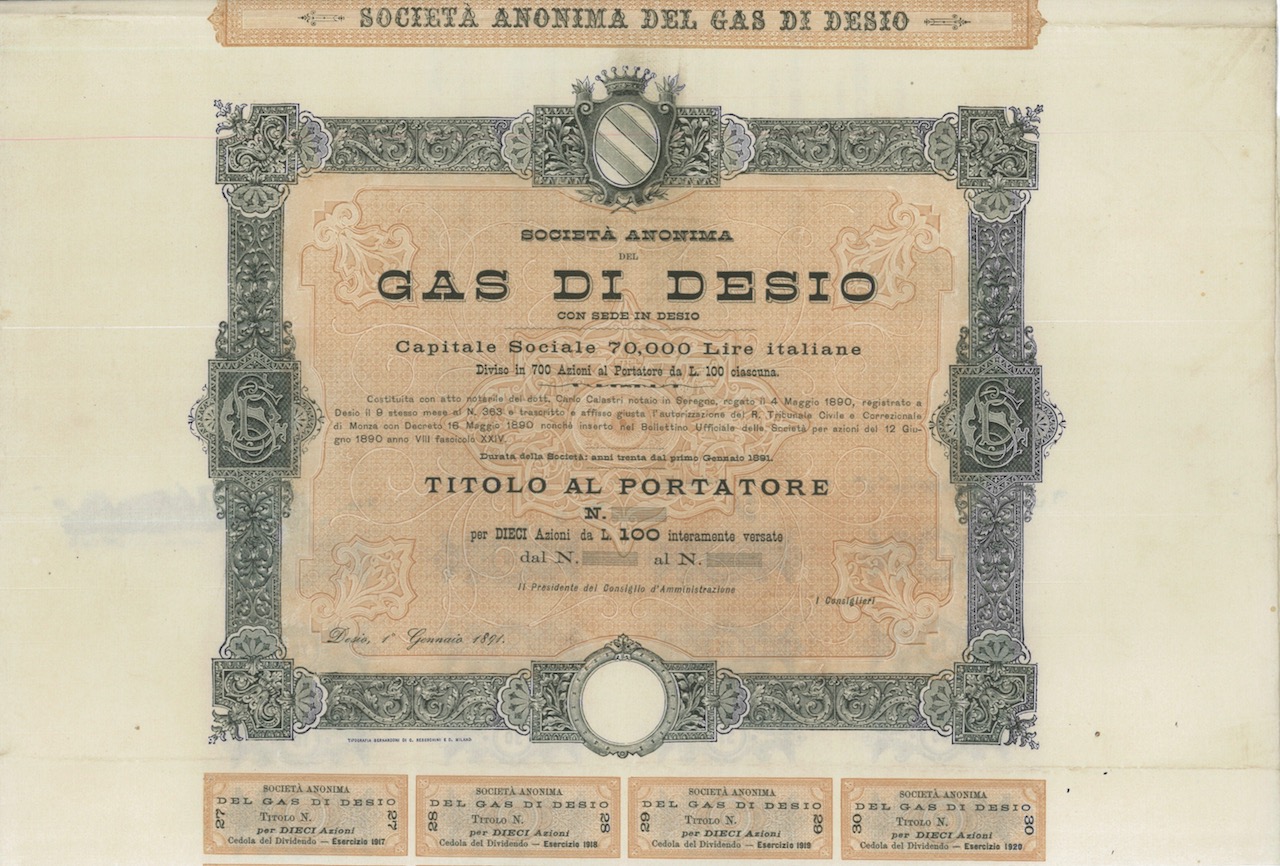 SOCIETÀ ANONIMA DEL GAS DI DESIO
SOCIETÀ ANONIMA
DEL
GAS DI DESIO
CON SEDE IN DESIO
Capitale Sociale 70,000 Lire italiane
Diviso in 700 Azioni al Portatore da L. 100 ciascuna.
Costituita con atto notarile del dott. Carlo Calastri notaio in Seregno, rogato il 4 Maggio 1890, registrato a
Desio il 9 stesso mese al N. 363 e trascritto e affisso giusta l'autorizzazione del R. Tribunale Civile e Correzionale
di Monza con Decreto 16 Maggio 1890 nonchè inserto nel Bollettino Ufficiale delle Società per azioni del 12 Giu-
gno 1890 anno VIII fascicolo XXIV.
Durata della Società: anni trenta dal primo Gennaio 1891.
TITOLO AL PORTATORE
N.
per DIECI Azioni da L. 100 interamente versate
dal N. al N.
Il Presidente del Consiglio d'Amministrazione
I Consiglieri
Desio, 1° Gennaio 1891.
TIPOGRAFIA BERNARDONI DI C. REBESCHINI E C. MILANO
27 SOCIETÀ ANONIMA 27
DEL GAS DI DESIO
TITOLO N.
per DIECI Azioni
Cedola del Dividendo — Esercizio 1917
28 SOCIETÀ ANONIMA 28
DEL GAS DI DESIO
TITOLO N.
per DIECI Azioni
Cedola del Dividendo — Esercizio 1918
29 SOCIETÀ ANONIMA 29
DEL GAS DI DESIO
TITOLO N.
per DIECI Azioni
Cedola del Dividendo — Esercizio 1919
30 SOCIETÀ ANONIMA 30
DEL GAS DI DESIO
TITOLO N.
per DIECI Azioni
Cedola del Dividendo — Esercizio 1920